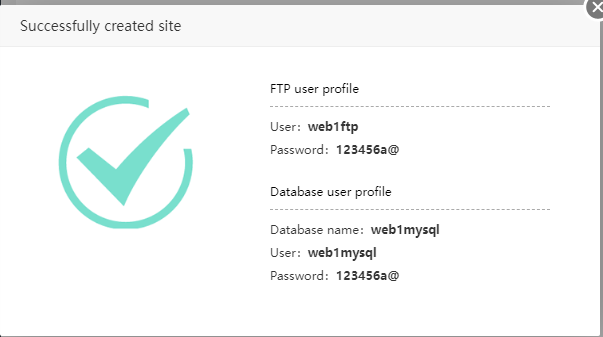 Successfully created site
FTP user profile
User：web1ftp
Password：123456a@
Database user profile
Database name：web1mysql
User：web1mysql
Password：123456a@